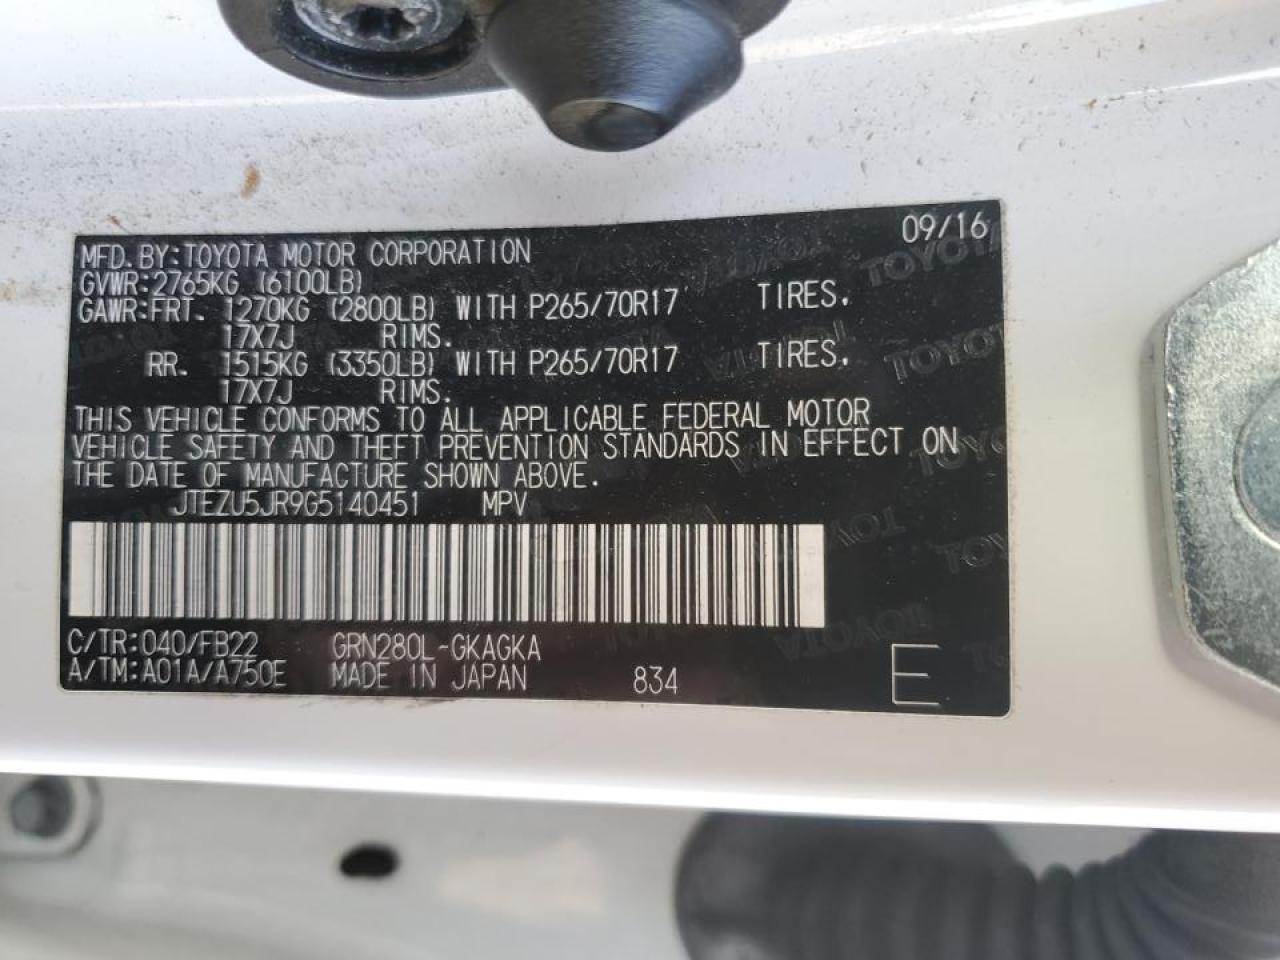 09/16
MFD. BY: TOYOTA MOTOR CORPORATION
GVWR: 2765KG (6100LB)
GAWR: FRT. 1270KG (2800LB) WITH P265/70R17 TIRES.
17X7J RIMS.
RR. 1515KG (3350LB) WITH P265/70R17 TIRES.
17X7J RIMS.
THIS VEHICLE CONFORMS TO ALL APPLICABLE FEDERAL MOTOR
VEHICLE SAFETY AND THEFT PREVENTION STANDARDS IN EFFECT ON
THE DATE OF MANUFACTURE SHOWN ABOVE.
JTEZU5JR9G5140451 MPV
C/TR: 040/FB22 GRN280L-GKAGKA
A/TM: A01A/A750E MADE IN JAPAN 834 E